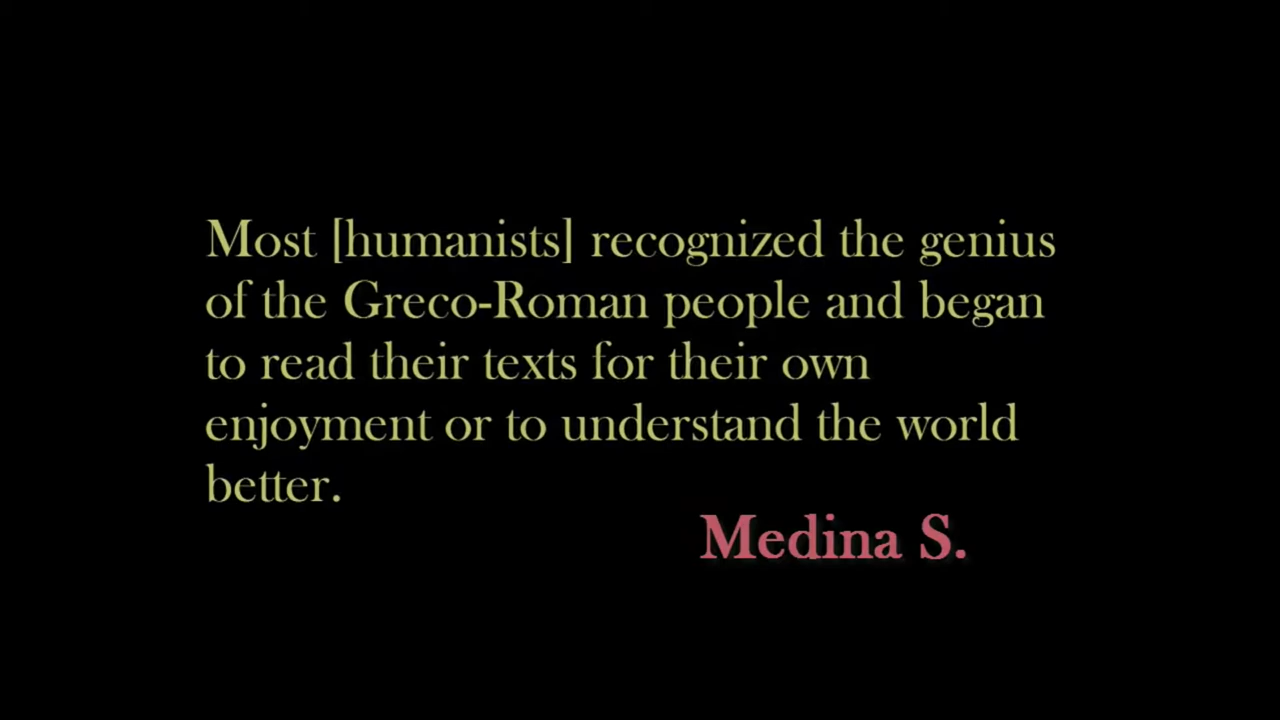 Most [humanists] recognized the genius
of the Greco-Roman people and began
to read their texts for their own
enjoyment or to understand the world
better.
Medina S.